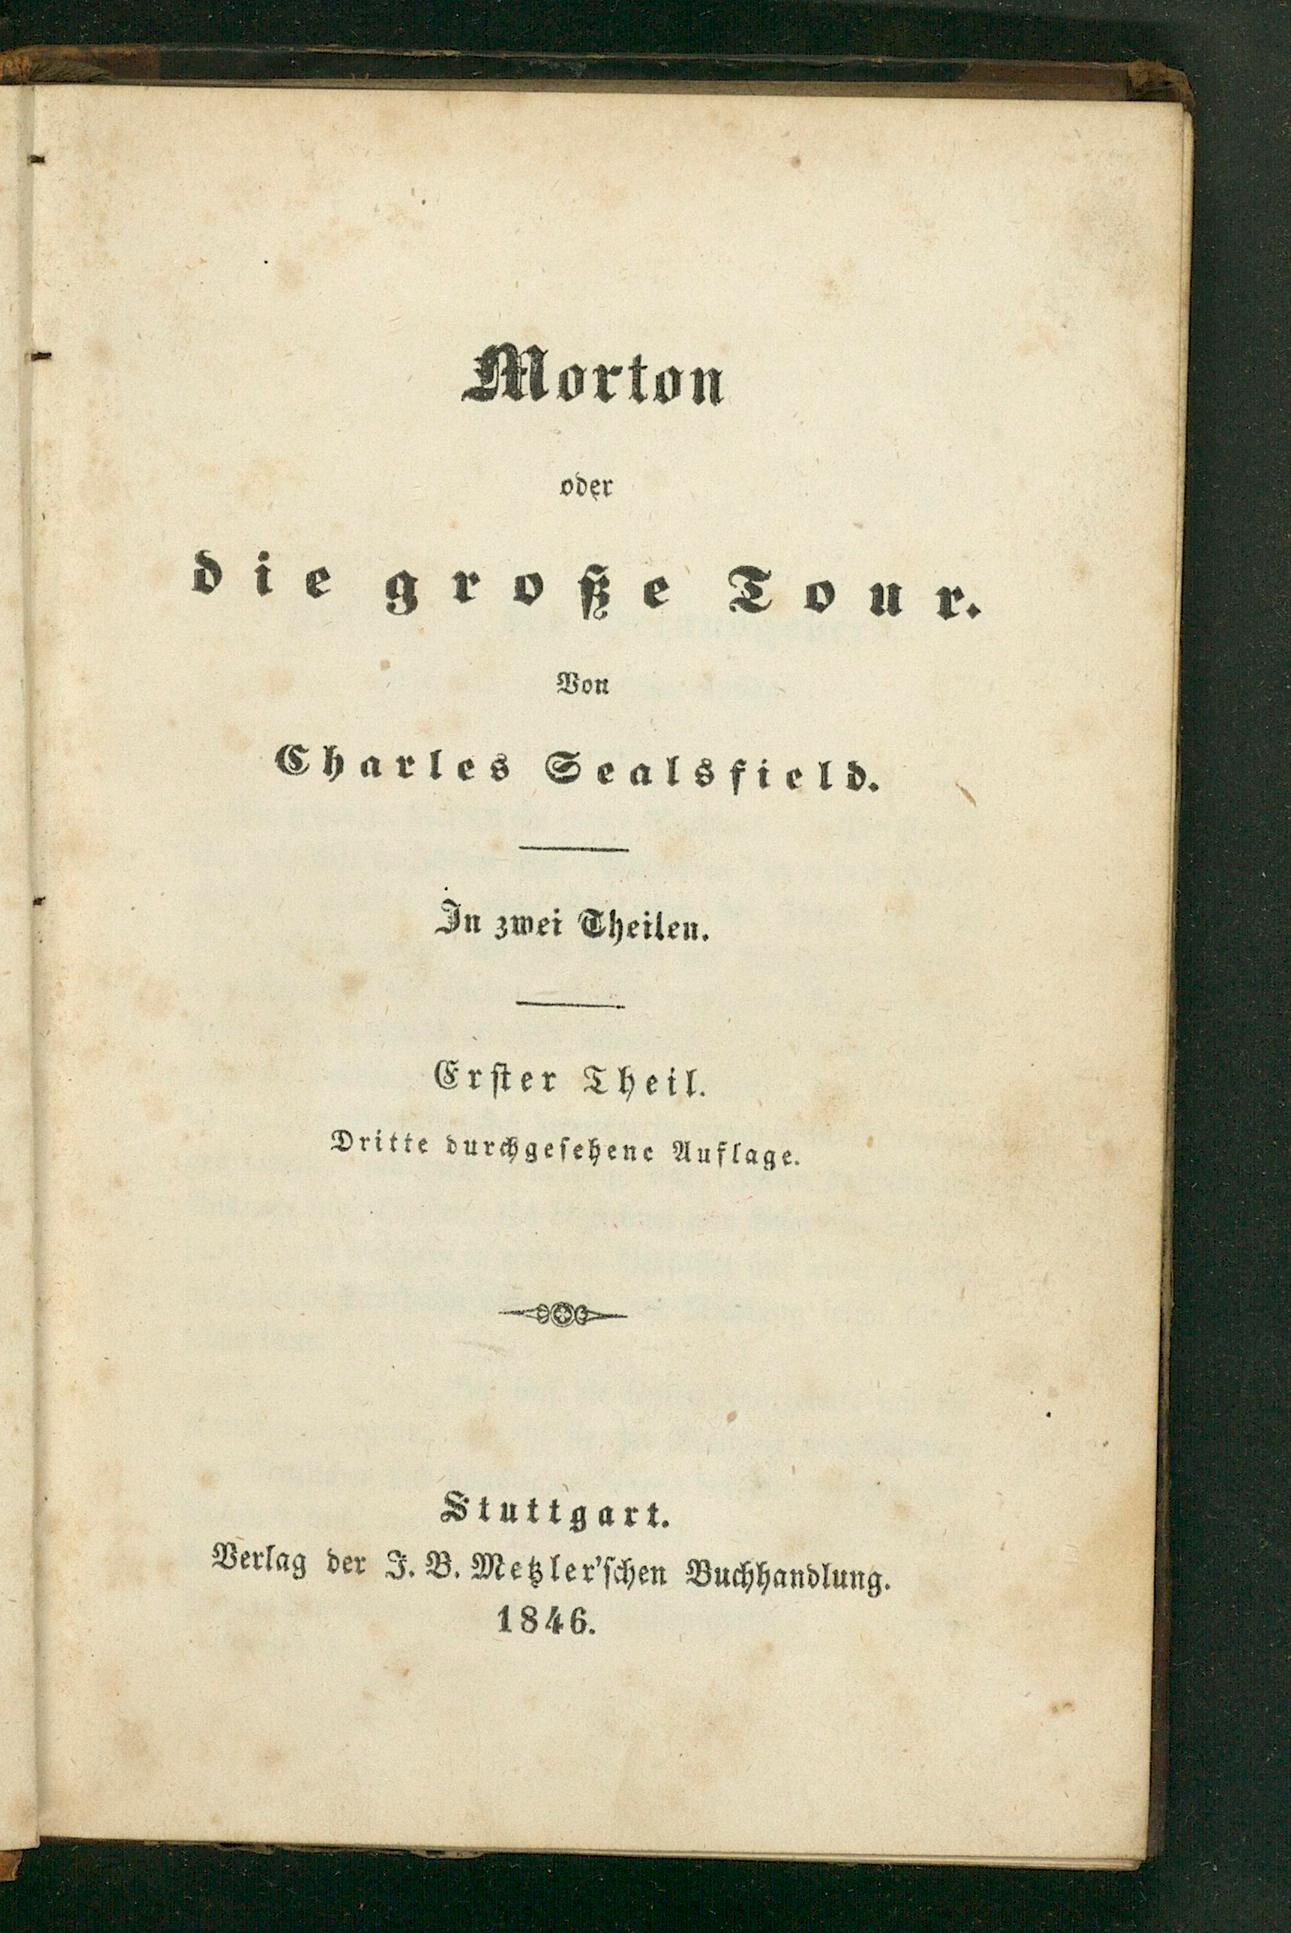 Morton
oder
die große Tour.
Von
Charles Sealsfield.
In zwei Theilen.
Erster Theil.
Dritte durchgesehene Auflage.
Stuttgart.
Verlag der J. B. Metzler'schen Buchhandlung.
1846.